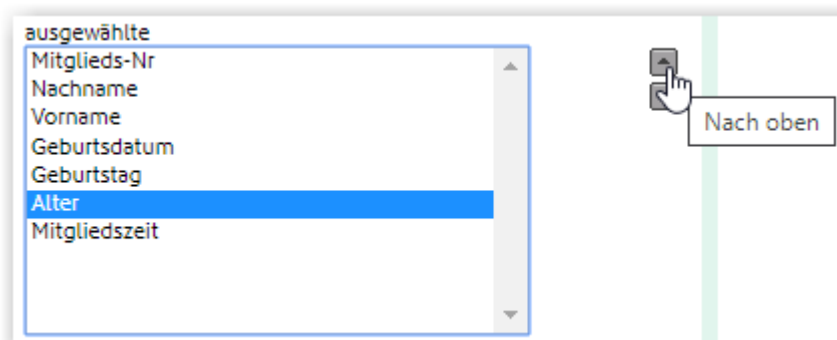 ausgewählte
Mitglieds-Nr
Nachname
Vorname
Geburtsdatum
Geburtstag
Alter
Mitgliedszeit
Nach oben